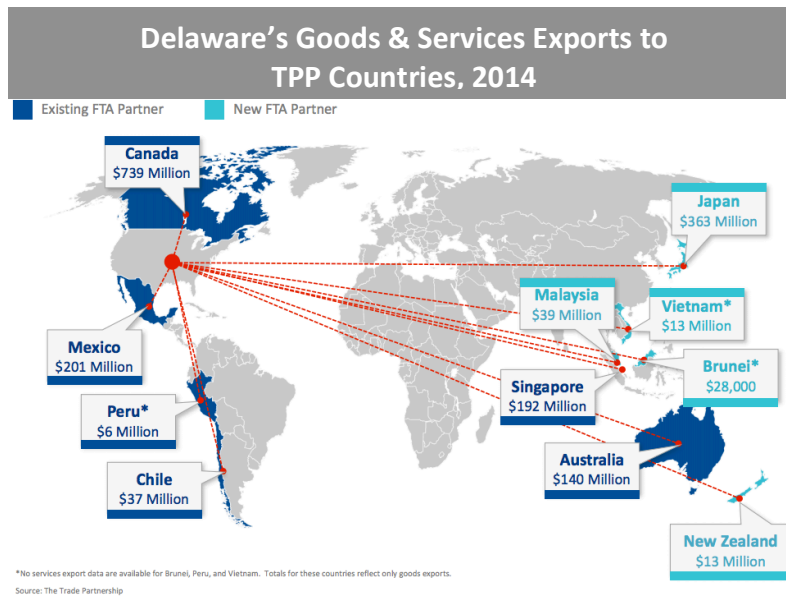 Delaware's Goods & Services Exports to
TPP Countries, 2014
Existing FTA Partner
New FTA Partner
Canada
$739 Million
Japan
$363 Million
Malaysia
$39 Million
Vietnam*
$13 Million
Mexico
$201 Million
Brunei*
$28,000
Singapore
$192 Million
Peru*
$6 Million
Australia
$140 Million
Chile
$37 Million
New Zealand
$13 Million
*No services export data are available for Brunei, Peru, and Vietnam. Totals for these countries reflect only goods exports.
Source: The Trade Partnership